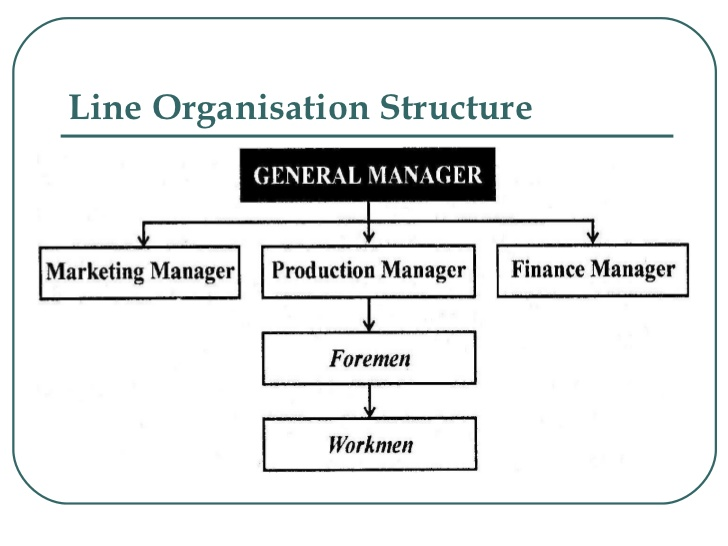 Line Organisation Structure
GENERAL MANAGER
Marketing Manager
Production Manager
Finance Manager
Foremen
Workmen